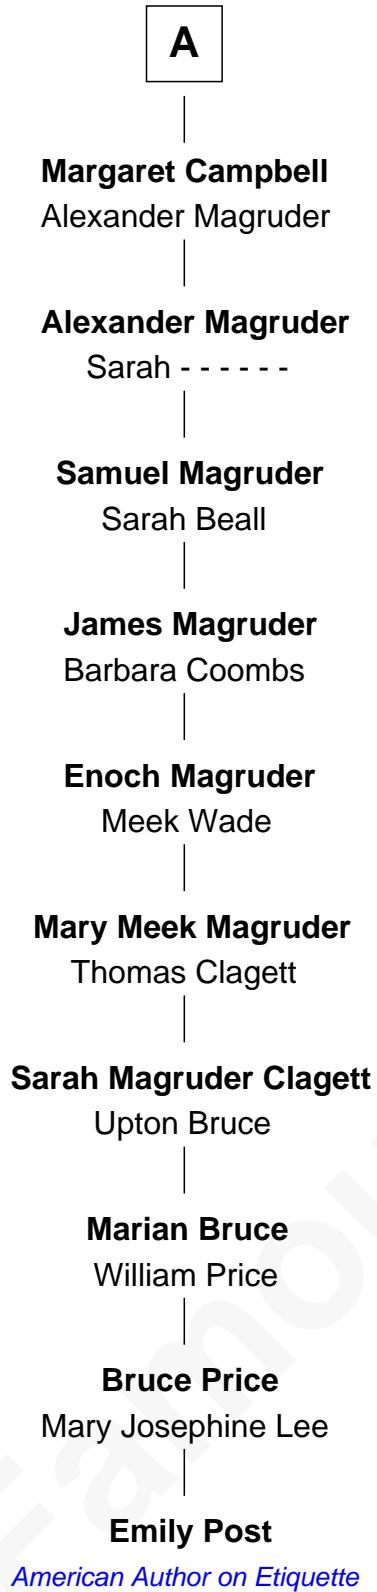 A
Margaret Campbell
Alexander Magruder
Alexander Magruder
Sarah - - - - - -
Samuel Magruder
Sarah Beall
James Magruder
Barbara Coombs
Enoch Magruder
Meek Wade
Mary Meek Magruder
Thomas Clagett
Sarah Magruder Clagett
Upton Bruce
Marian Bruce
William Price
Bruce Price
Mary Josephine Lee
Emily Post
American Author on Etiquette